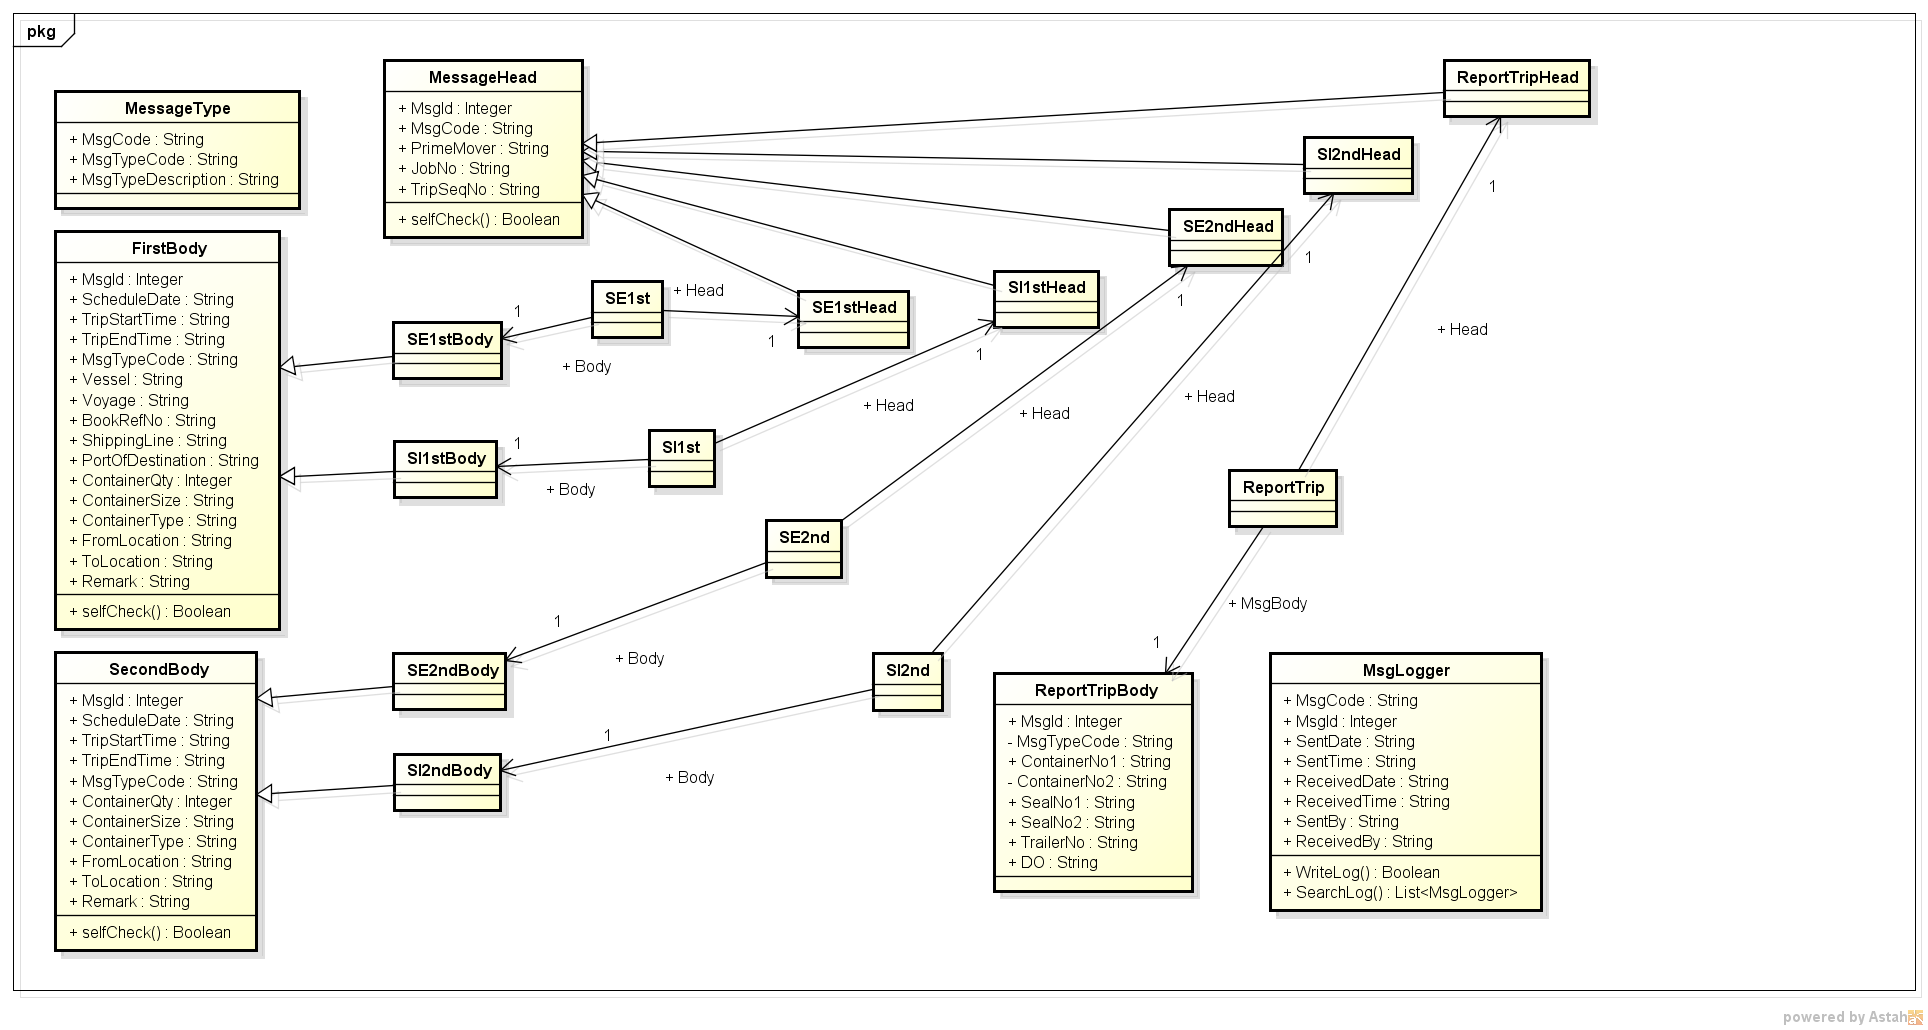 pkg
MessageType
+ MsgCode : String
+ MsgTypeCode : String
+ MsgTypeDescription : String
MessageHead
+ MsgId : Integer
+ MsgCode : String
+ PrimeMover : String
+ JobNo : String
+ TripSeqNo : String
+ selfCheck() : Boolean
ReportTripHead
SI2ndHead
SE2ndHead
SI1stHead
SE1stHead
FirstBody
+ MsgId : Integer
+ ScheduleDate : String
+ TripStartTime : String
+ TripEndTime : String
+ MsgTypeCode : String
+ Vessel : String
+ Voyage : String
+ BookRefNo : String
+ ShippingLine : String
+ PortOfDestination : String
+ ContainerQty : Integer
+ ContainerSize : String
+ ContainerType : String
+ FromLocation : String
+ ToLocation : String
+ Remark : String
+ selfCheck() : Boolean
SE1stBody
1
+ Body
SE1st
+ Head
1
SI1stBody
1
+ Body
SI1st
+ Head
1
SE2nd
+ Head
1
1
+ Body
SE2ndBody
SI2nd
+ Head
1
1
+ Body
SI2ndBody
ReportTrip
+ Head
1
+ MsgBody
1
SecondBody
+ MsgId : Integer
+ ScheduleDate : String
+ TripStartTime : String
+ TripEndTime : String
+ MsgTypeCode : String
+ ContainerQty : Integer
+ ContainerSize : String
+ ContainerType : String
+ FromLocation : String
+ ToLocation : String
+ Remark : String
+ selfCheck() : Boolean
ReportTripBody
+ MsgId : Integer
- MsgTypeCode : String
+ ContainerNo1 : String
- ContainerNo2 : String
+ SealNo1 : String
+ SealNo2 : String
+ TrailerNo : String
+ DO : String
MsgLogger
+ MsgCode : String
+ MsgId : Integer
+ SentDate : String
+ SentTime : String
+ ReceivedDate : String
+ ReceivedTime : String
+ SentBy : String
+ ReceivedBy : String
+ WriteLog() : Boolean
+ SearchLog() : List<MsgLogger>
powered by Astah